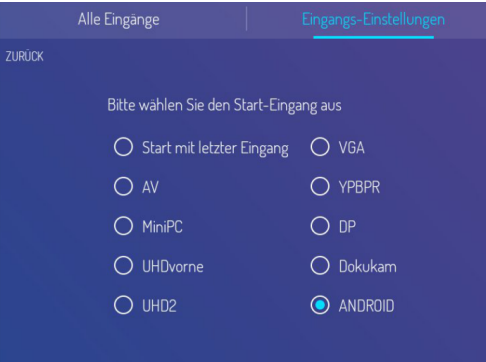 Alle Eingänge
Eingangs-Einstellungen
ZURÜCK
Bitte wählen Sie den Start-Eingang aus
Start mit letzter Eingang
VGA
AV
YPBPR
MiniPC
DP
UHDvorne
Dokukam
UHD2
ANDROID